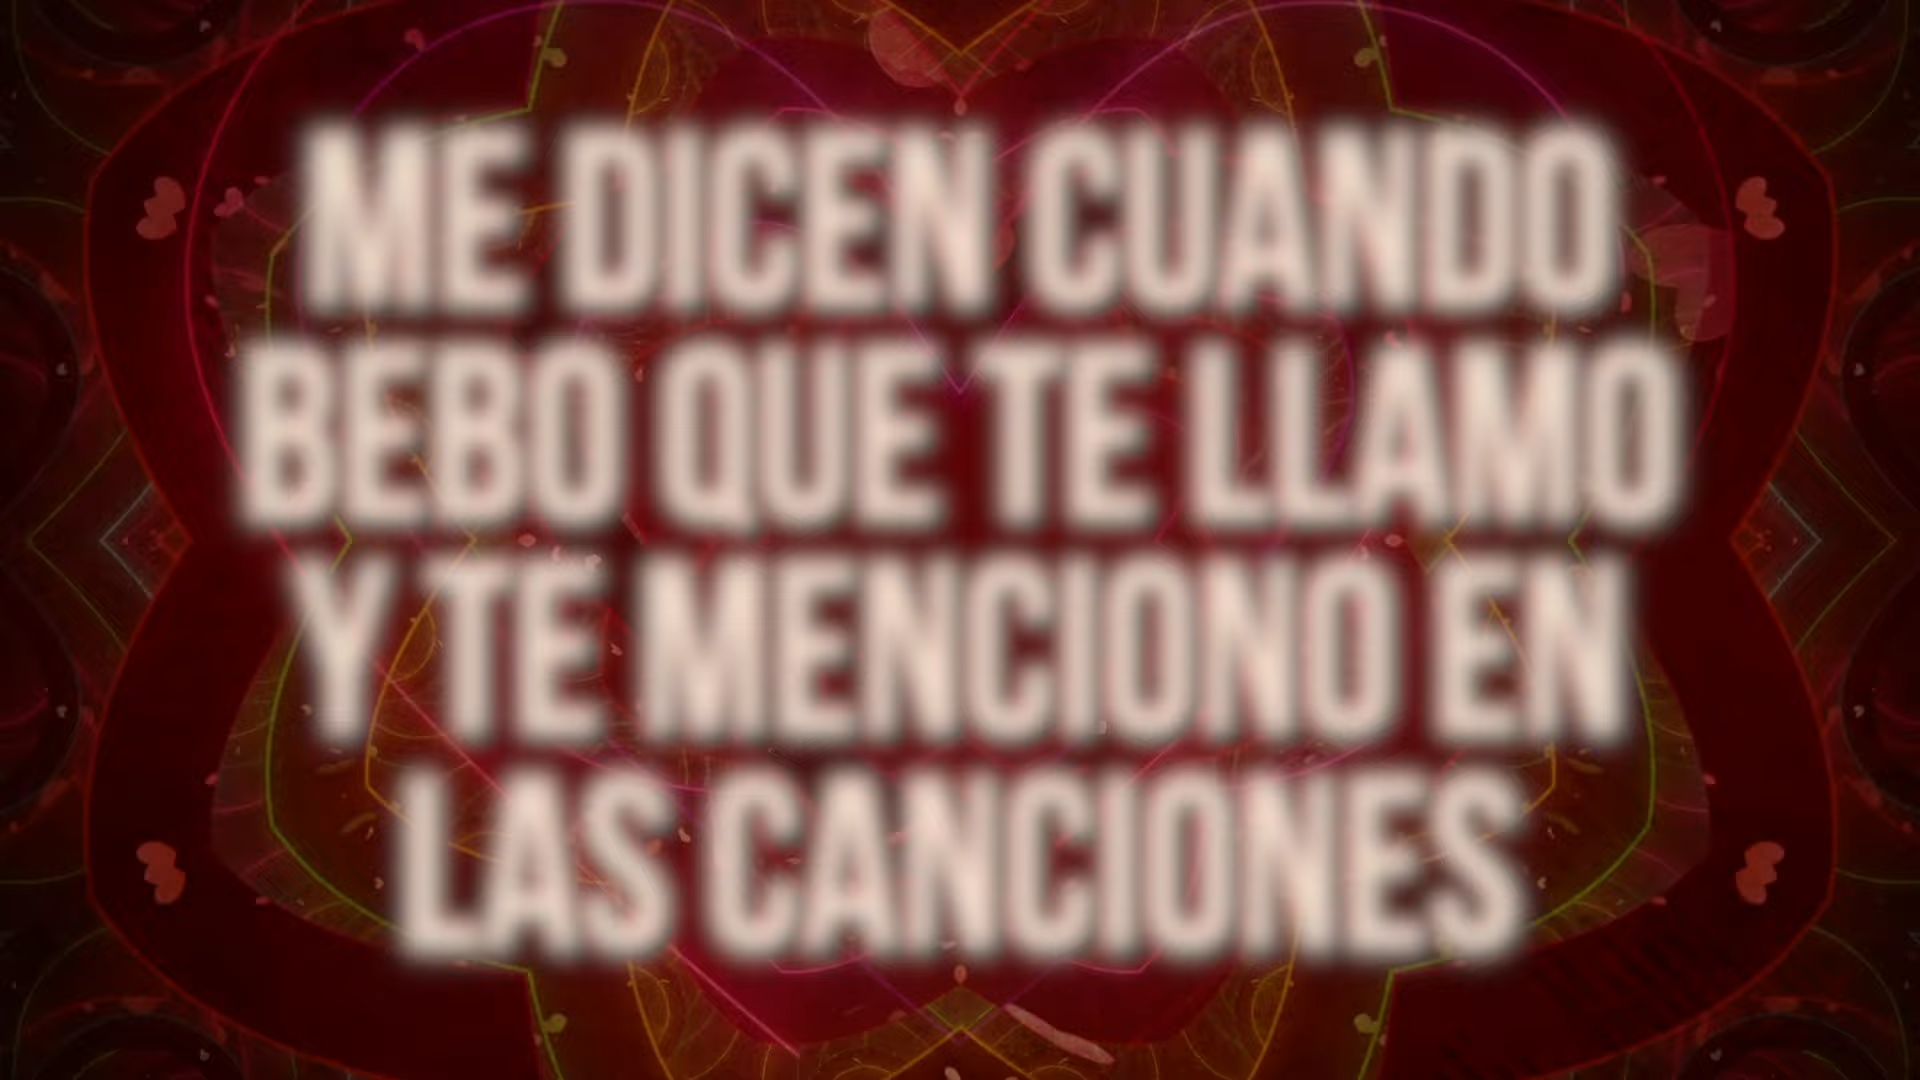 ME DICEN CUANDO
BEBO QUE TE LLAMO
Y TE MENCIONO EN
LAS CANCIONES